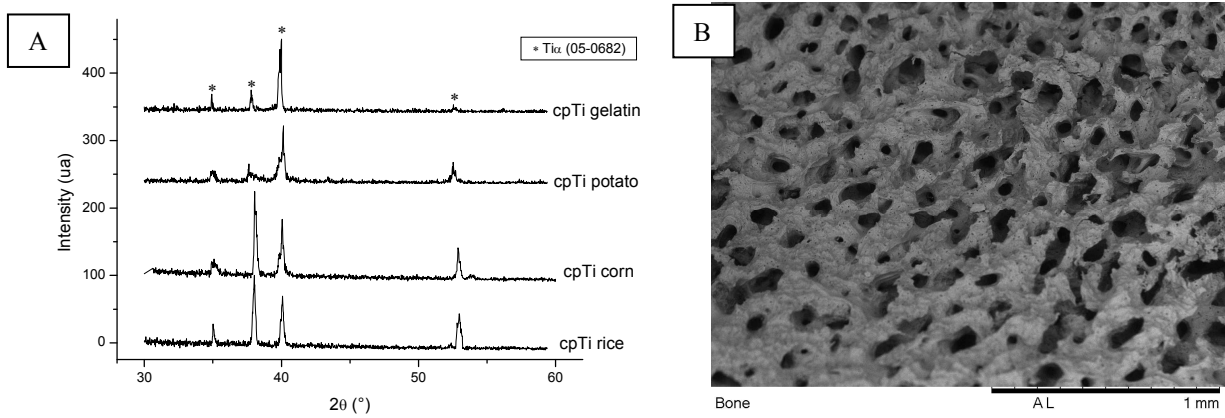 A
* Tiα (05-0682)
*
*
*
*
400
300
200
100
0
Intensity (ua)
cpTi gelatin
cpTi potato
cpTi corn
cpTi rice
30
40
50
60
2θ (°)
B
Bone
AL
1 mm